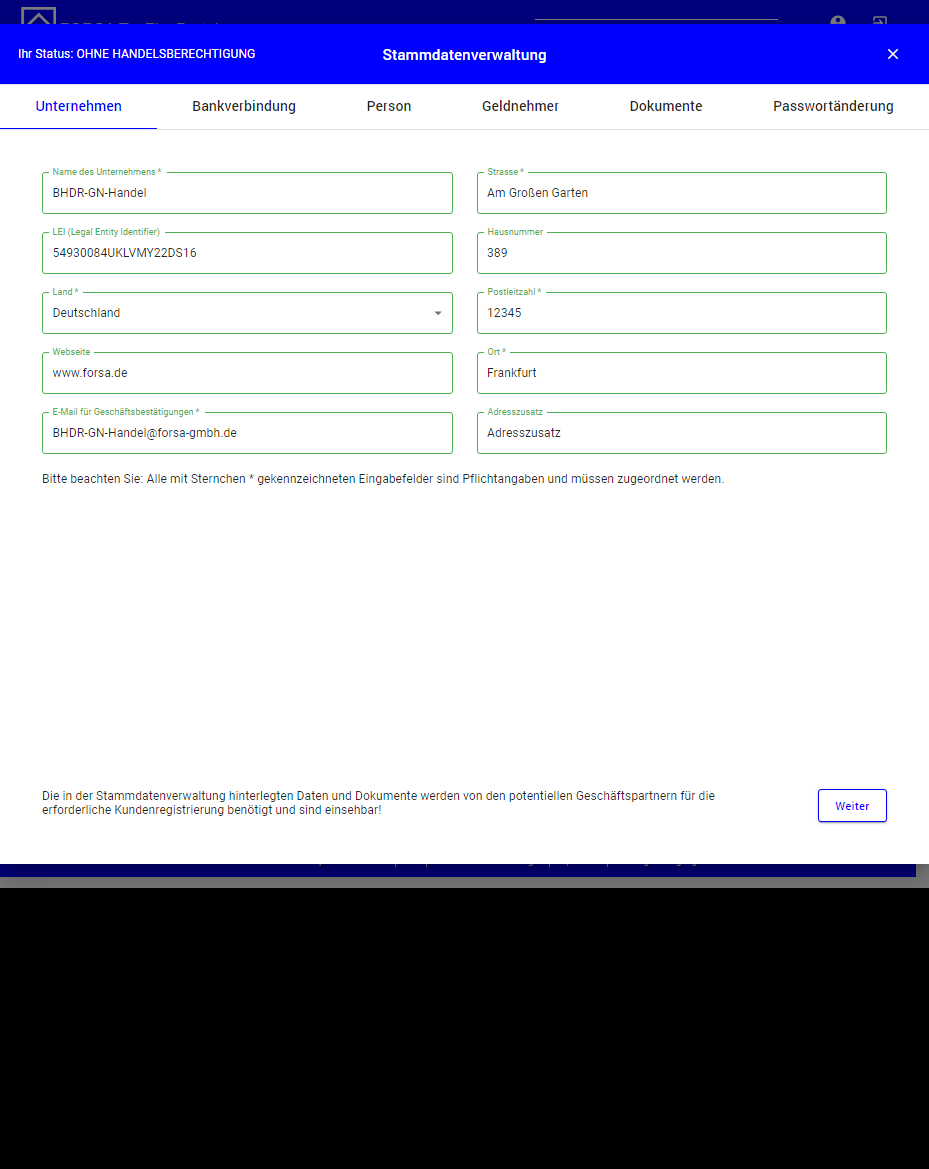 Ihr Status: OHNE HANDELSBERECHTIGUNG
Stammdatenverwaltung
Unternehmen
Bankverbindung
Person
Geldnehmer
Dokumente
Passwortänderung
Name des Unternehmens *
BHDR-GN-Handel
Strasse *
Am Großen Garten
LEI (Legal Entity Identifier)
54930084UKLVMY22DS16
Hausnummer
389
Land *
Deutschland
Postleitzahl *
12345
Webseite
www.forsa.de
Ort *
Frankfurt
E-Mail für Geschäftsbestätigungen *
BHDR-GN-Handel@forsa-gmbh.de
Adresszusatz
Adresszusatz
Bitte beachten Sie: Alle mit Sternchen * gekennzeichneten Eingabefelder sind Pflichtangaben und müssen zugeordnet werden.
Die in der Stammdatenverwaltung hinterlegten Daten und Dokumente werden von den potentiellen Geschäftspartnern für die
erforderliche Kundenregistrierung benötigt und sind einsehbar!
Weiter